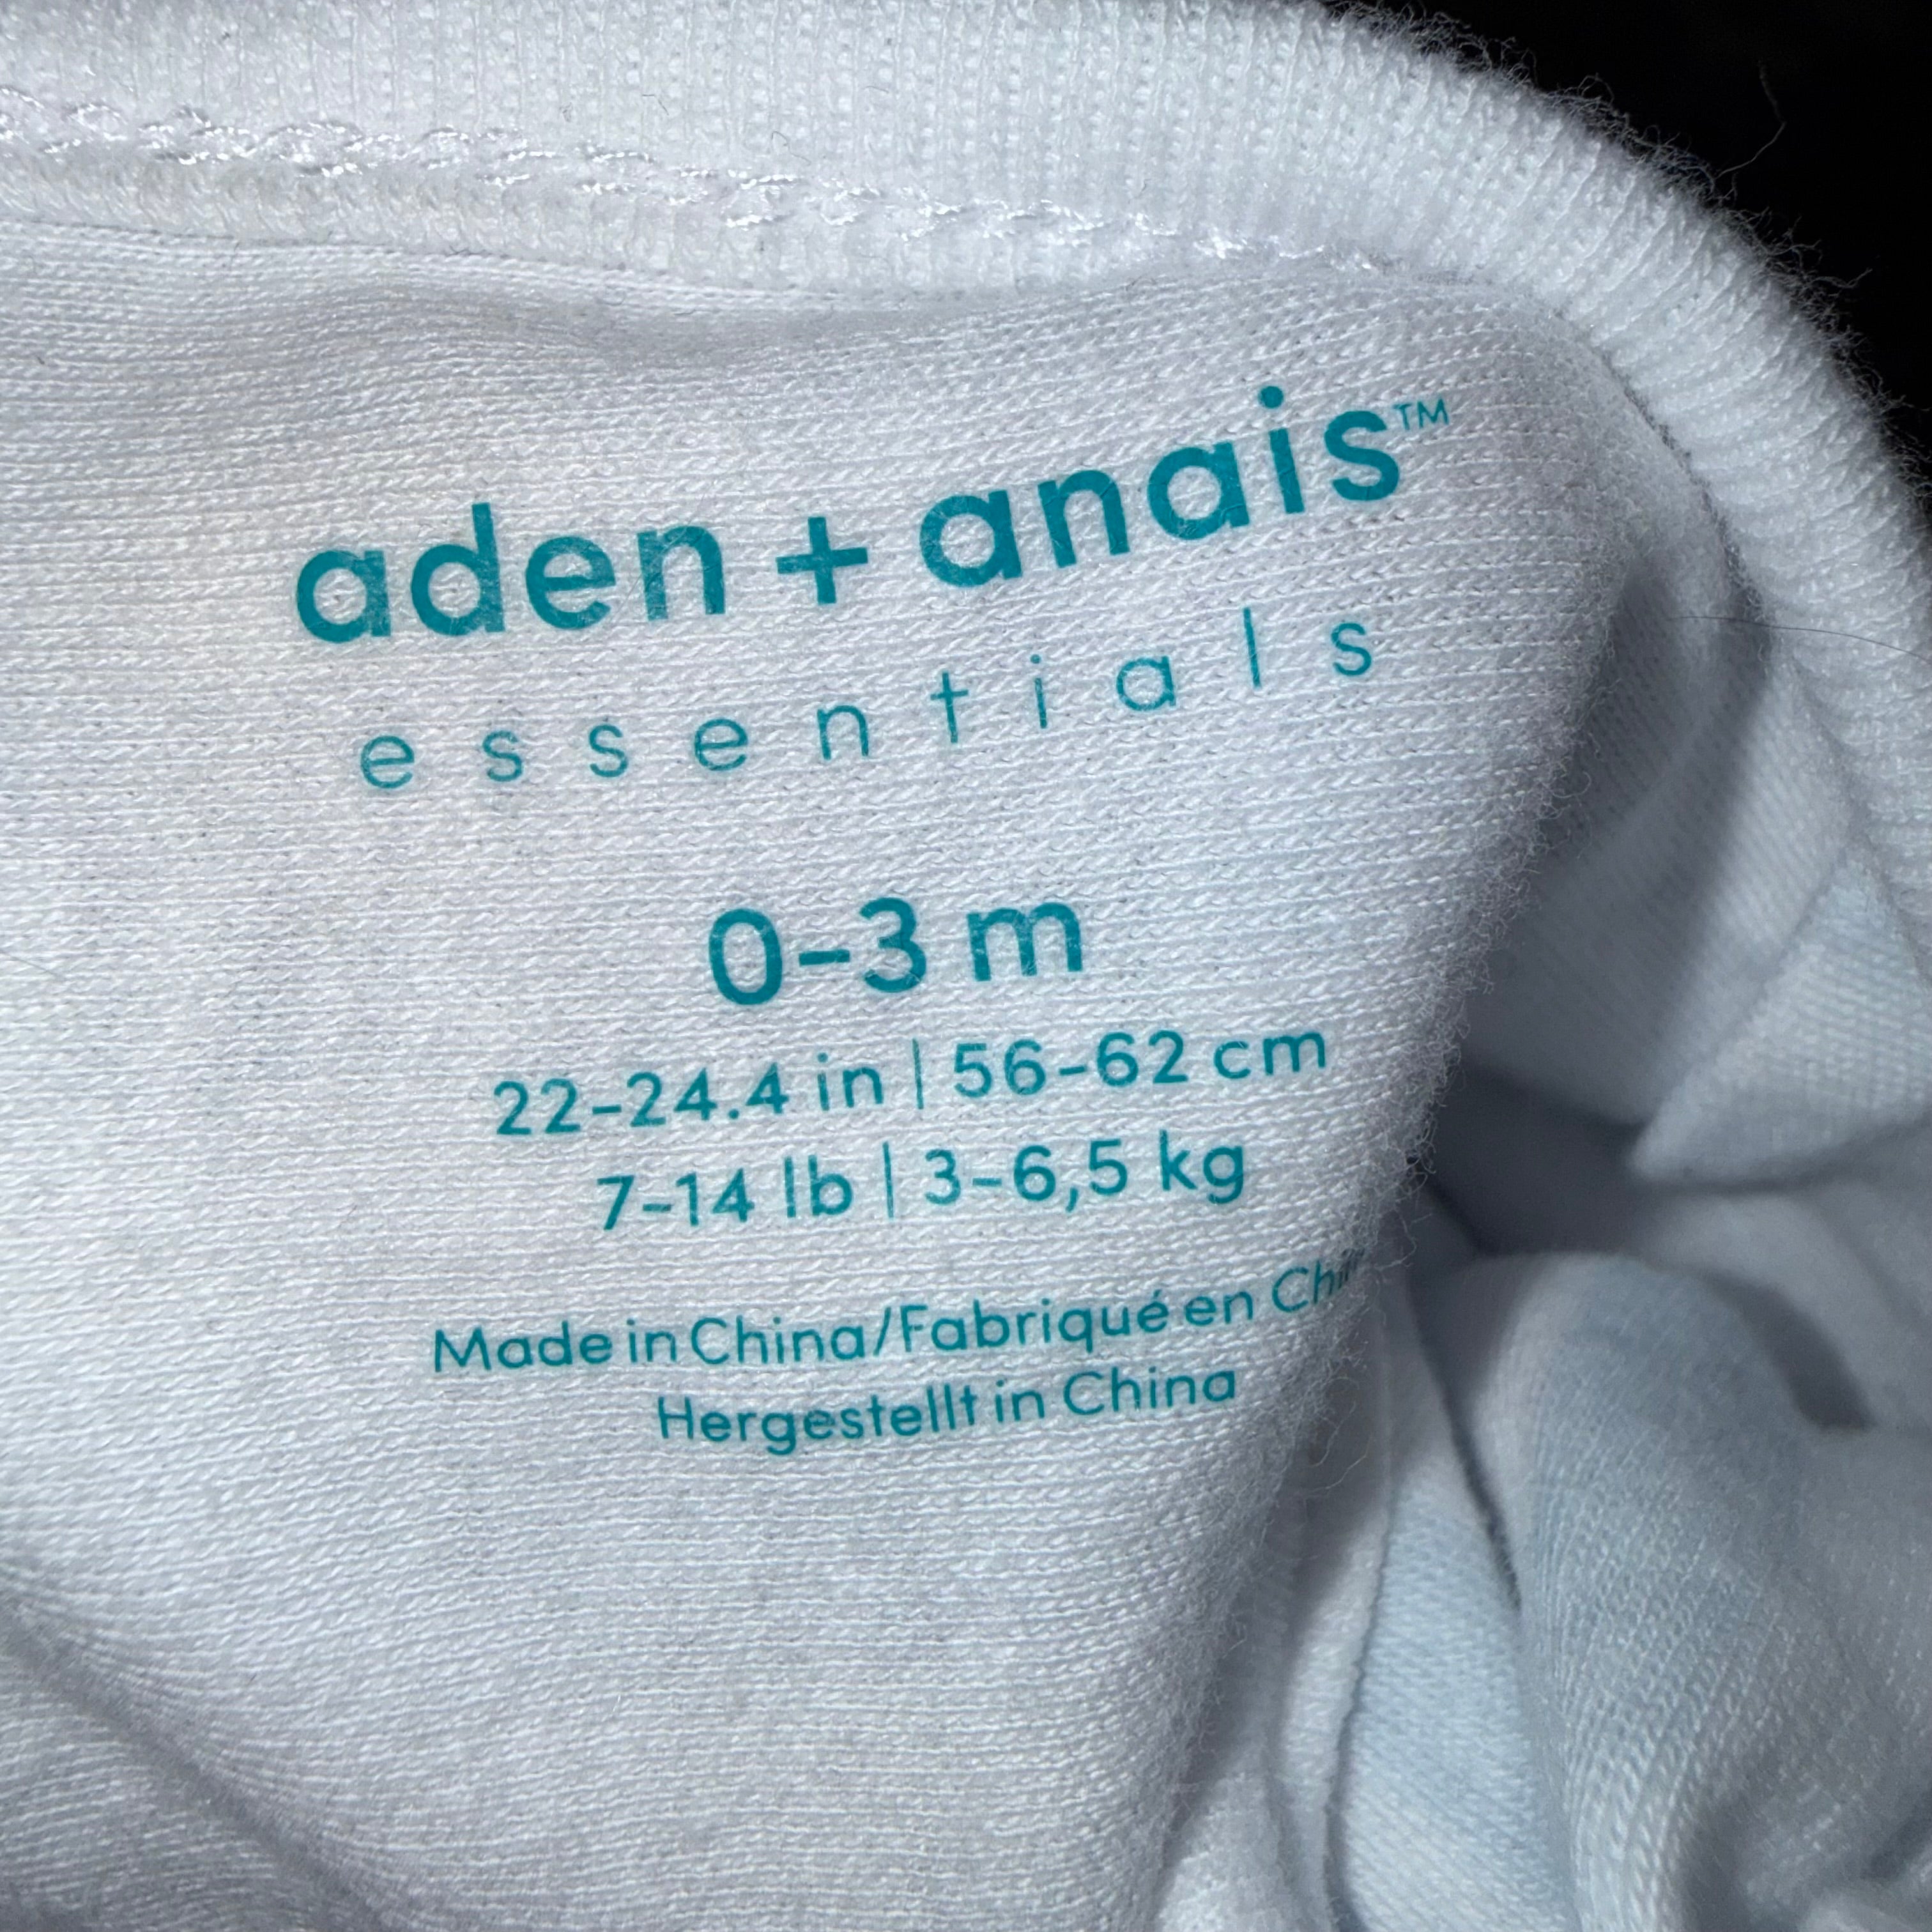 aden + anais™
essentials
0-3 m
22-24.4 in | 56-62 cm
7-14 lb | 3-6,5 kg
Made in China/Fabriqué en
Hergestellt in China